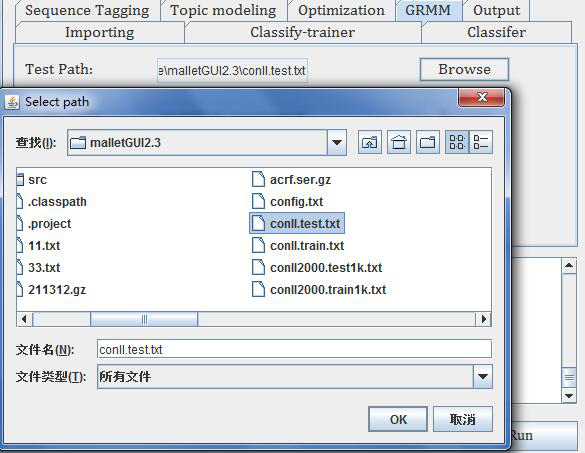 Sequence Tagging Topic modeling Optimization GRMM Output
Importing Classify-trainer Classifer
Test Path: e\malletGUI2.3\conll.test.txt Browse
Select path
查找(I): malletGUI2.3
src
.classpath
.project
11.txt
33.txt
211312.gz
acrf.ser.gz
config.txt
conll.test.txt
conll.train.txt
conll2000.test1k.txt
conll2000.train1k.txt
文件名(N): conll.test.txt
文件类型(T): 所有文件
OK 取消
Run